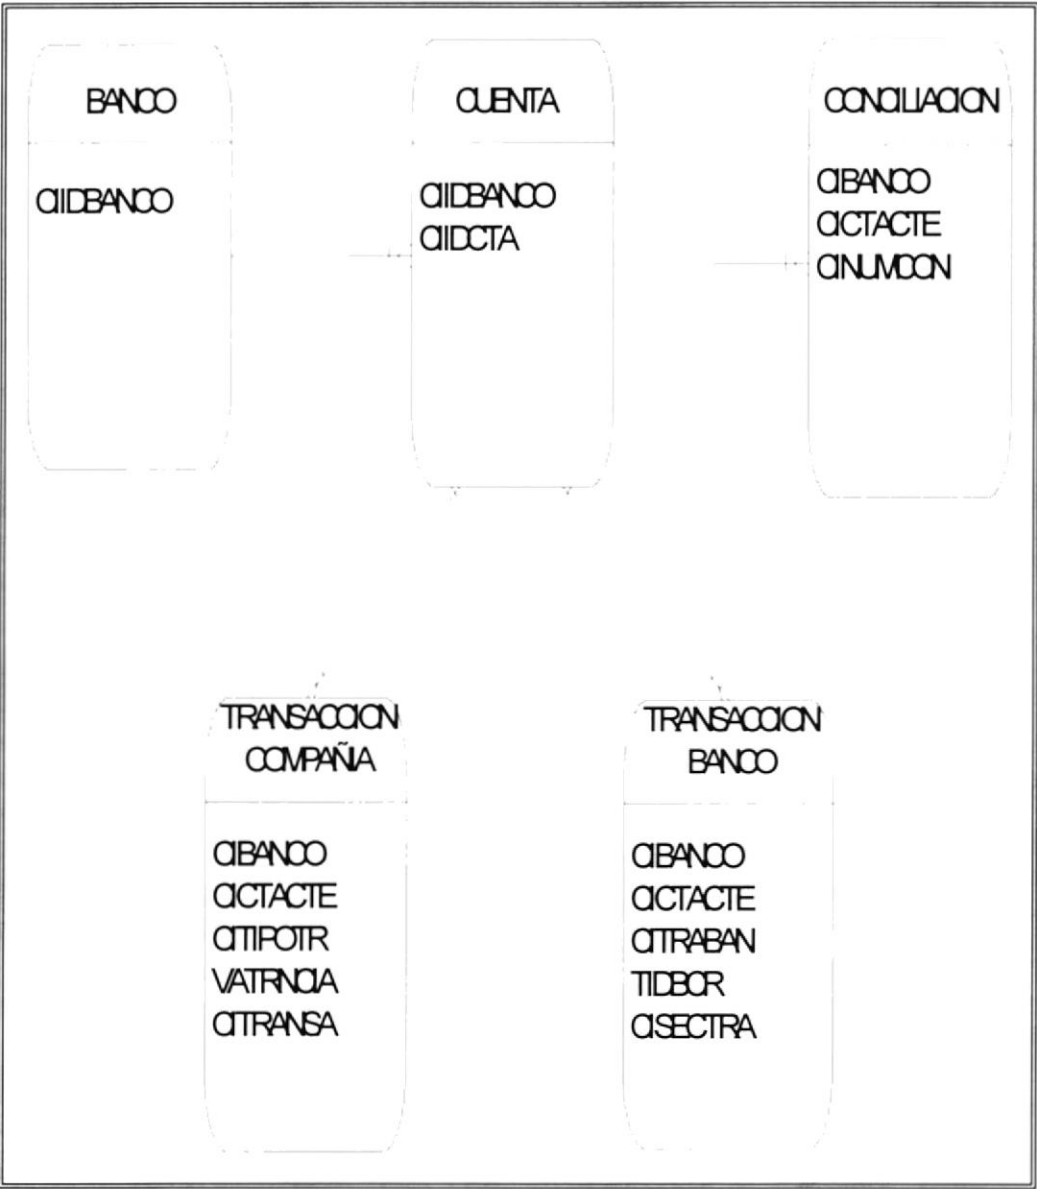 BANCO
CIIDBANCO
CUENTA
CIIDBANCO
CIIDCTA
CONCILIACION
CIBANCO
CICTACTE
CINUMCON
TRANSACCION
COMPAÑIA
CIBANCO
CICTACTE
CITIPOTR
VATRNCIA
CITRANSA
TRANSACCION
BANCO
CIBANCO
CICTACTE
CITRABAN
TIDBCR
CISECTRA